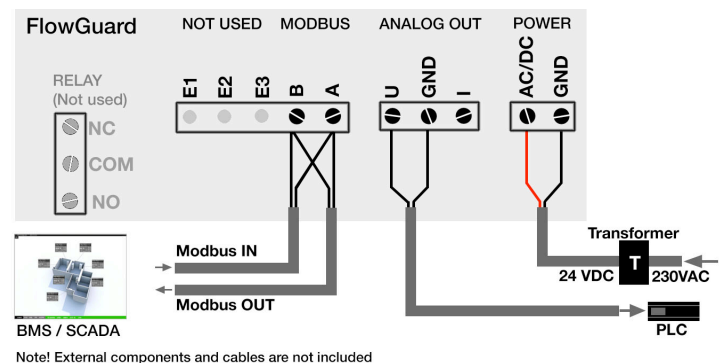 FlowGuard
NOT USED
MODBUS
ANALOG OUT
POWER
E1
E2
E3
B
A
U
GND
I
AC/DC
GND
RELAY
(Not used)
NC
COM
NO
Modbus IN
Modbus OUT
BMS / SCADA
Transformer
T
24 VDC
230VAC
PLC
Note! External components and cables are not included